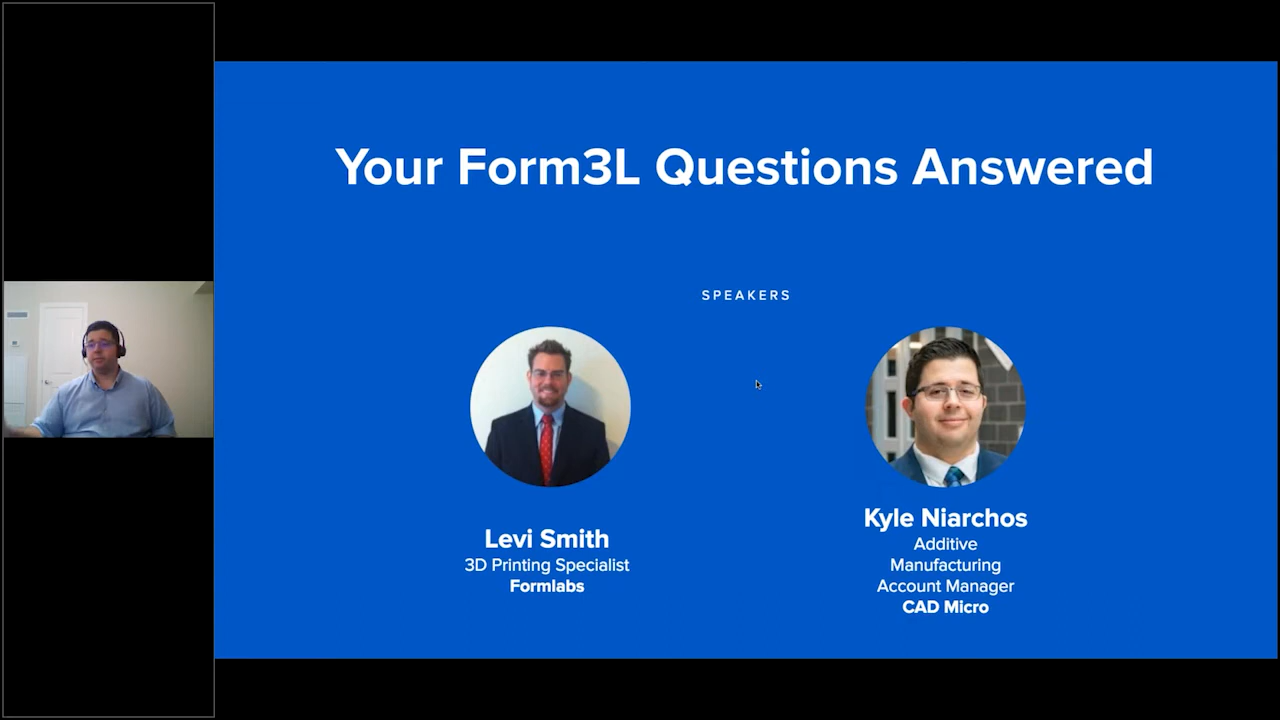 Your Form3L Questions Answered
SPEAKERS
Levi Smith
3D Printing Specialist
Formlabs
Kyle Niarchos
Additive
Manufacturing
Account Manager
CAD Micro